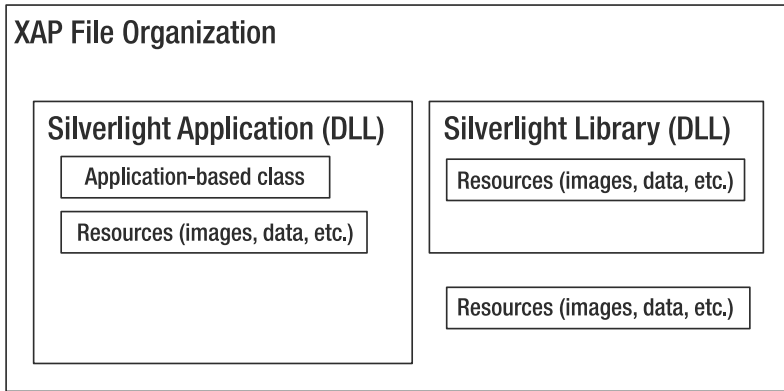 XAP File Organization
Silverlight Application (DLL)
Application-based class
Resources (images, data, etc.)
Silverlight Library (DLL)
Resources (images, data, etc.)
Resources (images, data, etc.)